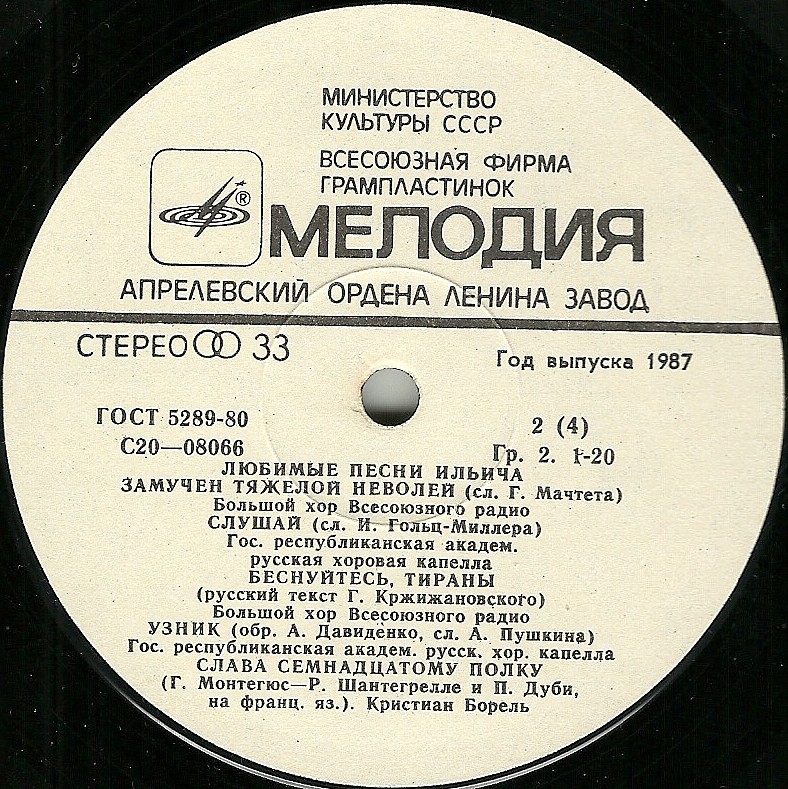 МИНИСТЕРСТВО
КУЛЬТУРЫ СССР
ВСЕСОЮЗНАЯ ФИРМА
ГРАМПЛАСТИНОК
®
МЕЛОДИЯ
АПРЕЛЕВСКИЙ ОРДЕНА ЛЕНИНА ЗАВОД
СТЕРЕО 33
Год выпуска 1987
ГОСТ 5289-80
2 (4)
С20—08066
Гр. 2. 1-20
ЛЮБИМЫЕ ПЕСНИ ИЛЬИЧА
ЗАМУЧЕН ТЯЖЕЛОЙ НЕВОЛЕЙ (сл. Г. Мачтета)
Большой хор Всесоюзного радио
СЛУШАЙ (сл. И. Гольц-Миллера)
Гос. республиканская академ.
русская хоровая капелла
БЕСНУЙТЕСЬ, ТИРАНЫ
(русский текст Г. Кржижановского)
Большой хор Всесоюзного радио
УЗНИК (обр. А. Давиденко, сл. А. Пушкина)
Гос. республиканская академ. русск. хор. капелла
СЛАВА СЕМНАДЦАТОМУ ПОЛКУ
(Г. Монтегюс—Р. Шантегрелле и П. Дуби,
на франц. яз.). Кристиан Борель